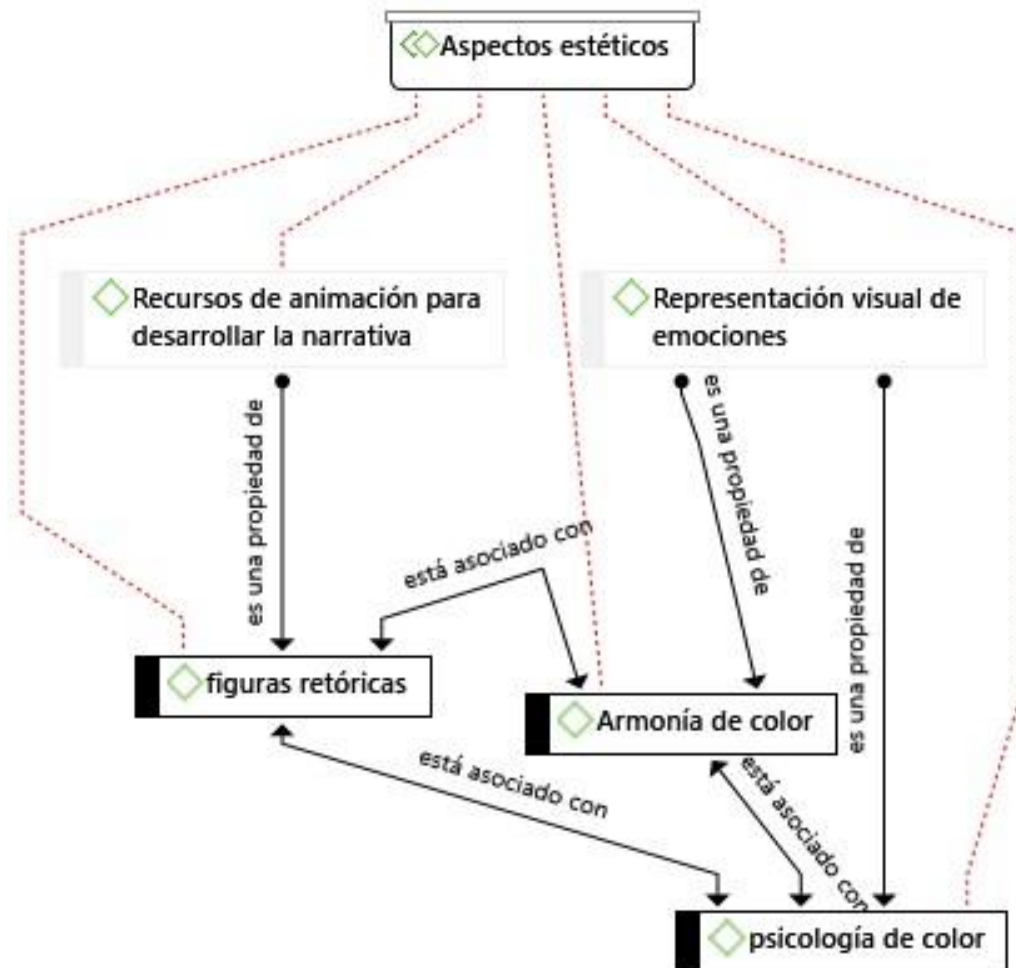 Aspectos estéticos
Recursos de animación para
desarrollar la narrativa
Representación visual de
emociones
es una propiedad de
es una propiedad de
es una propiedad de
está asociado con
figuras retóricas
Armonía de color
está asociado con
está asociado con
psicología de color